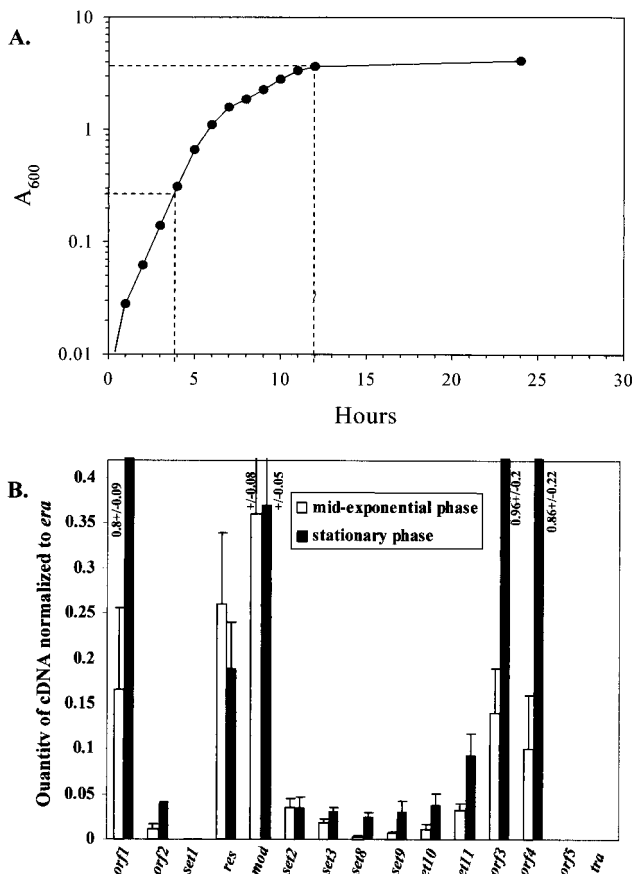 A.
10
1
0.1
0.01
A600
0 5 10 15 20 25 30
Hours
B.
0.4
0.35
0.3
0.25
0.2
0.15
0.1
0.05
0
Quantity of cDNA normalized to era
0.8+/-0.09
+/-0.08
+/-0.05
0.96+/-0.2
0.86+/-0.22
mid-exponential phase
stationary phase
orf1 orf2 set1 res mod set2 set3 set8 set9 set10 set11 orf3 orf4 orf5 tra